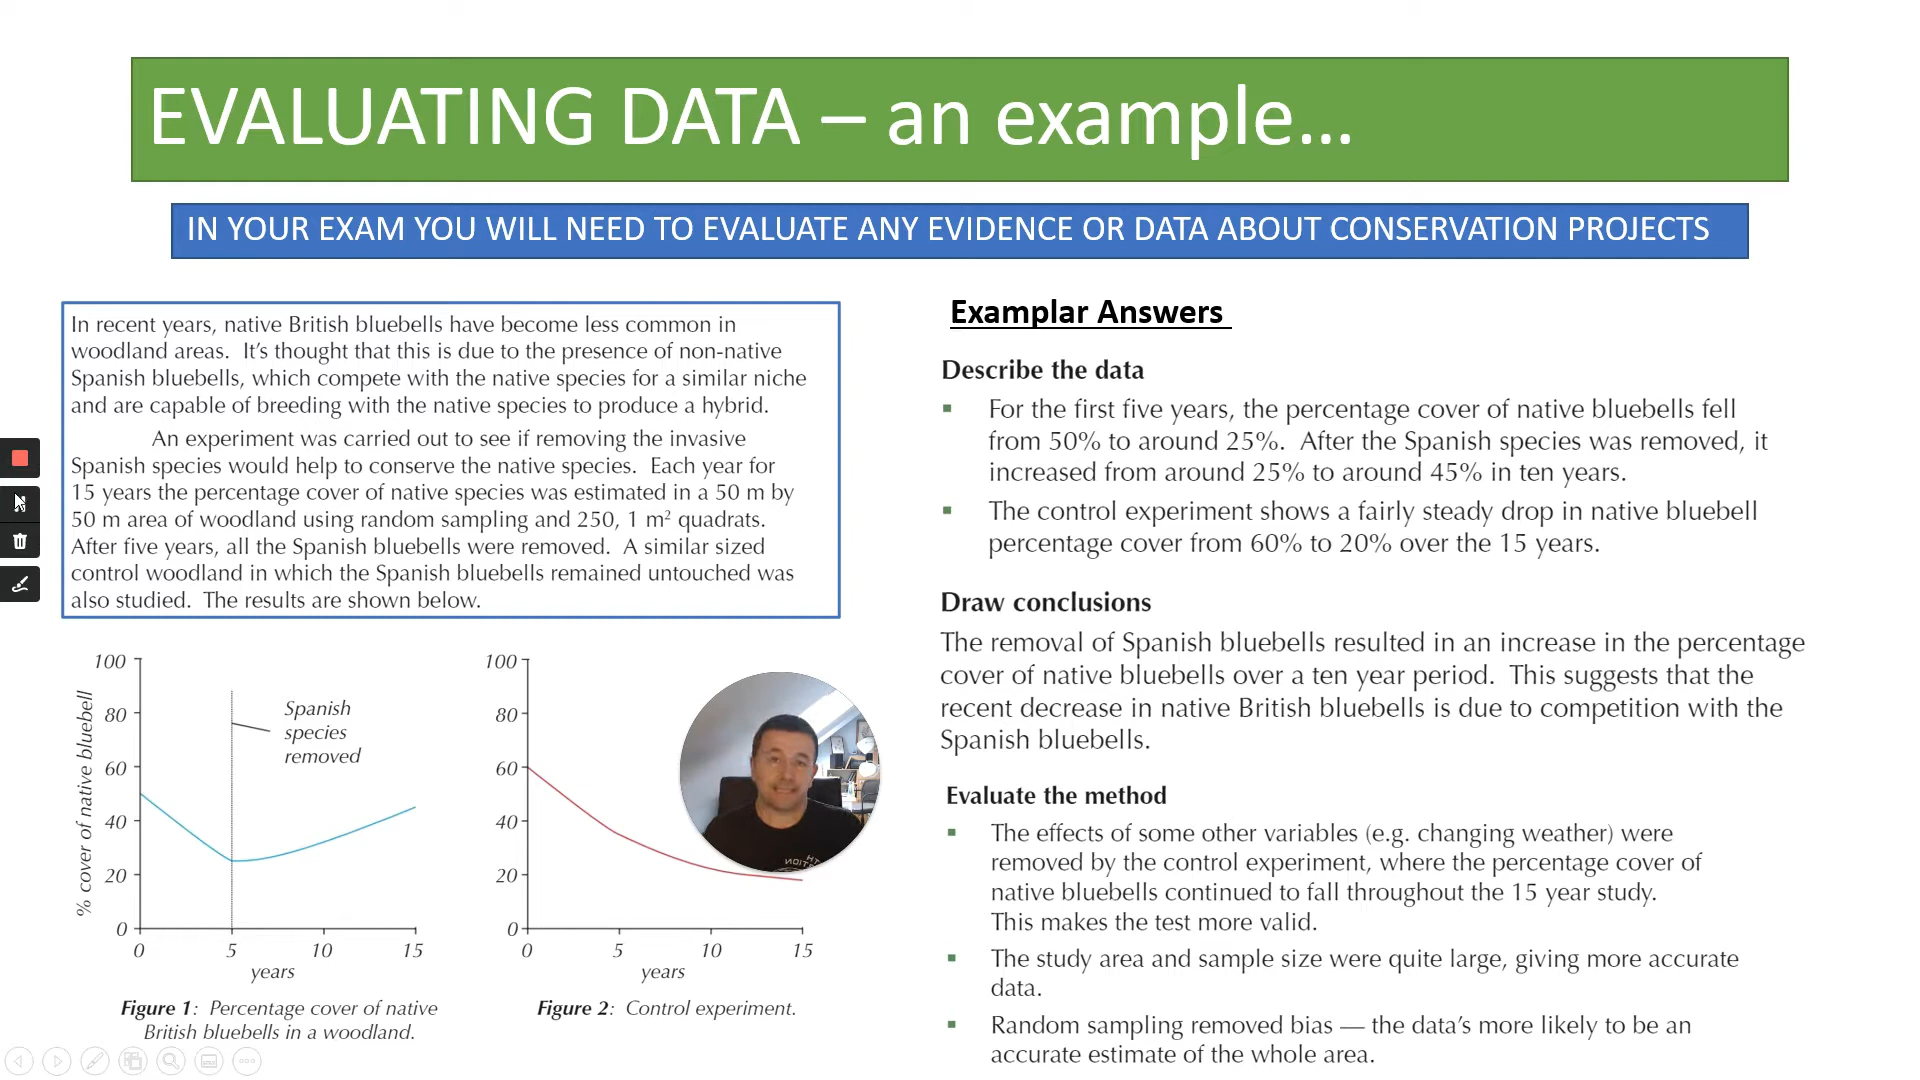 EVALUATING DATA – an example...
IN YOUR EXAM YOU WILL NEED TO EVALUATE ANY EVIDENCE OR DATA ABOUT CONSERVATION PROJECTS
In recent years, native British bluebells have become less common in
woodland areas. It's thought that this is due to the presence of non-native
Spanish bluebells, which compete with the native species for a similar niche
and are capable of breeding with the native species to produce a hybrid.
An experiment was carried out to see if removing the invasive
Spanish species would help to conserve the native species. Each year for
15 years the percentage cover of native species was estimated in a 50 m by
50 m area of woodland using random sampling and 250, 1 m² quadrats.
After five years, all the Spanish bluebells were removed. A similar sized
control woodland in which the Spanish bluebells remained untouched was
also studied. The results are shown below.
% cover of native bluebell
100
80
60
40
20
0
0 5 10 15
years
Spanish
species
removed
Figure 1: Percentage cover of native
British bluebells in a woodland.
100
80
60
40
20
0
0 5 10 15
years
Figure 2: Control experiment.
Examplar Answers
Describe the data
▪ For the first five years, the percentage cover of native bluebells fell
from 50% to around 25%. After the Spanish species was removed, it
increased from around 25% to around 45% in ten years.
▪ The control experiment shows a fairly steady drop in native bluebell
percentage cover from 60% to 20% over the 15 years.
Draw conclusions
The removal of Spanish bluebells resulted in an increase in the percentage
cover of native bluebells over a ten year period. This suggests that the
recent decrease in native British bluebells is due to competition with the
Spanish bluebells.
Evaluate the method
▪ The effects of some other variables (e.g. changing weather) were
removed by the control experiment, where the percentage cover of
native bluebells continued to fall throughout the 15 year study.
This makes the test more valid.
▪ The study area and sample size were quite large, giving more accurate
data.
▪ Random sampling removed bias — the data's more likely to be an
accurate estimate of the whole area.